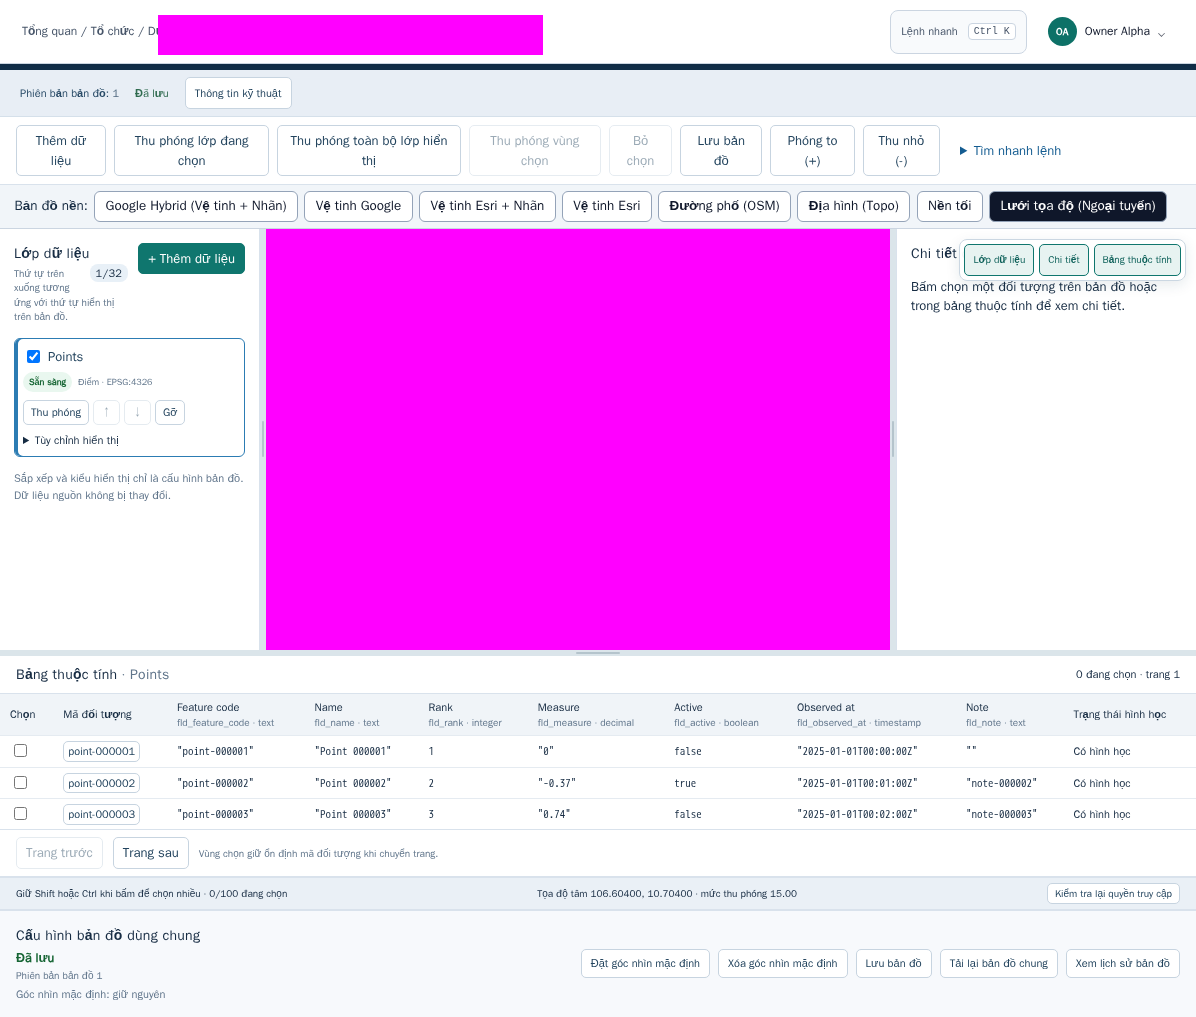 Tổng quan / Tổ chức /
Lệnh nhanh Ctrl K
OA Owner Alpha
Phiên bản bản đồ: 1 Đã lưu Thông tin kỹ thuật
Thêm dữ liệu
Thu phóng lớp đang chọn
Thu phóng toàn bộ lớp hiển thị
Thu phóng vùng chọn
Bỏ chọn
Lưu bản đồ
Phóng to (+)
Thu nhỏ (-)
Tìm nhanh lệnh
Bản đồ nền: Google Hybrid (Vệ tinh + Nhãn) Vệ tinh Google Vệ tinh Esri + Nhãn Vệ tinh Esri Đường phố (OSM) Địa hình (Topo) Nền tối Lưới tọa độ (Ngoại tuyến)
Lớp dữ liệu
Thứ tự trên
xuống tương
ứng với thứ tự hiển thị
trên bản đồ.
1/32
+ Thêm dữ liệu
Points
Sẵn sàng Điểm · EPSG:4326
Thu phóng ↑ ↓ Gỡ
Tùy chỉnh hiển thị
Sắp xếp và kiểu hiển thị chỉ là cấu hình bản đồ.
Dữ liệu nguồn không bị thay đổi.
Chi tiết
Lớp dữ liệu Chi tiết Bảng thuộc tính
Bấm chọn một đối tượng trên bản đồ hoặc
trong bảng thuộc tính để xem chi tiết.
Bảng thuộc tính · Points
0 đang chọn · trang 1
Chọn Mã đối tượng Feature code Name Rank Measure Active Observed at Note Trạng thái hình học
fld_feature_code · text fld_name · text fld_rank · integer fld_measure · decimal fld_active · boolean fld_observed_at · timestamp fld_note · text
point-000001 "point-000001" "Point 000001" 1 "0" false "2025-01-01T00:00:00Z" "" Có hình học
point-000002 "point-000002" "Point 000002" 2 "-0.37" true "2025-01-01T00:01:00Z" "note-000002" Có hình học
point-000003 "point-000003" "Point 000003" 3 "0.74" false "2025-01-01T00:02:00Z" "note-000003" Có hình học
Trang trước Trang sau Vùng chọn giữ ổn định mã đối tượng khi chuyển trang.
Giữ Shift hoặc Ctrl khi bấm để chọn nhiều · 0/100 đang chọn
Tọa độ tâm 106.60400, 10.70400 · mức thu phóng 15.00
Kiểm tra lại quyền truy cập
Cấu hình bản đồ dùng chung
Đã lưu
Phiên bản bản đồ 1
Góc nhìn mặc định: giữ nguyên
Đặt góc nhìn mặc định Xóa góc nhìn mặc định Lưu bản đồ Tải lại bản đồ chung Xem lịch sử bản đồ